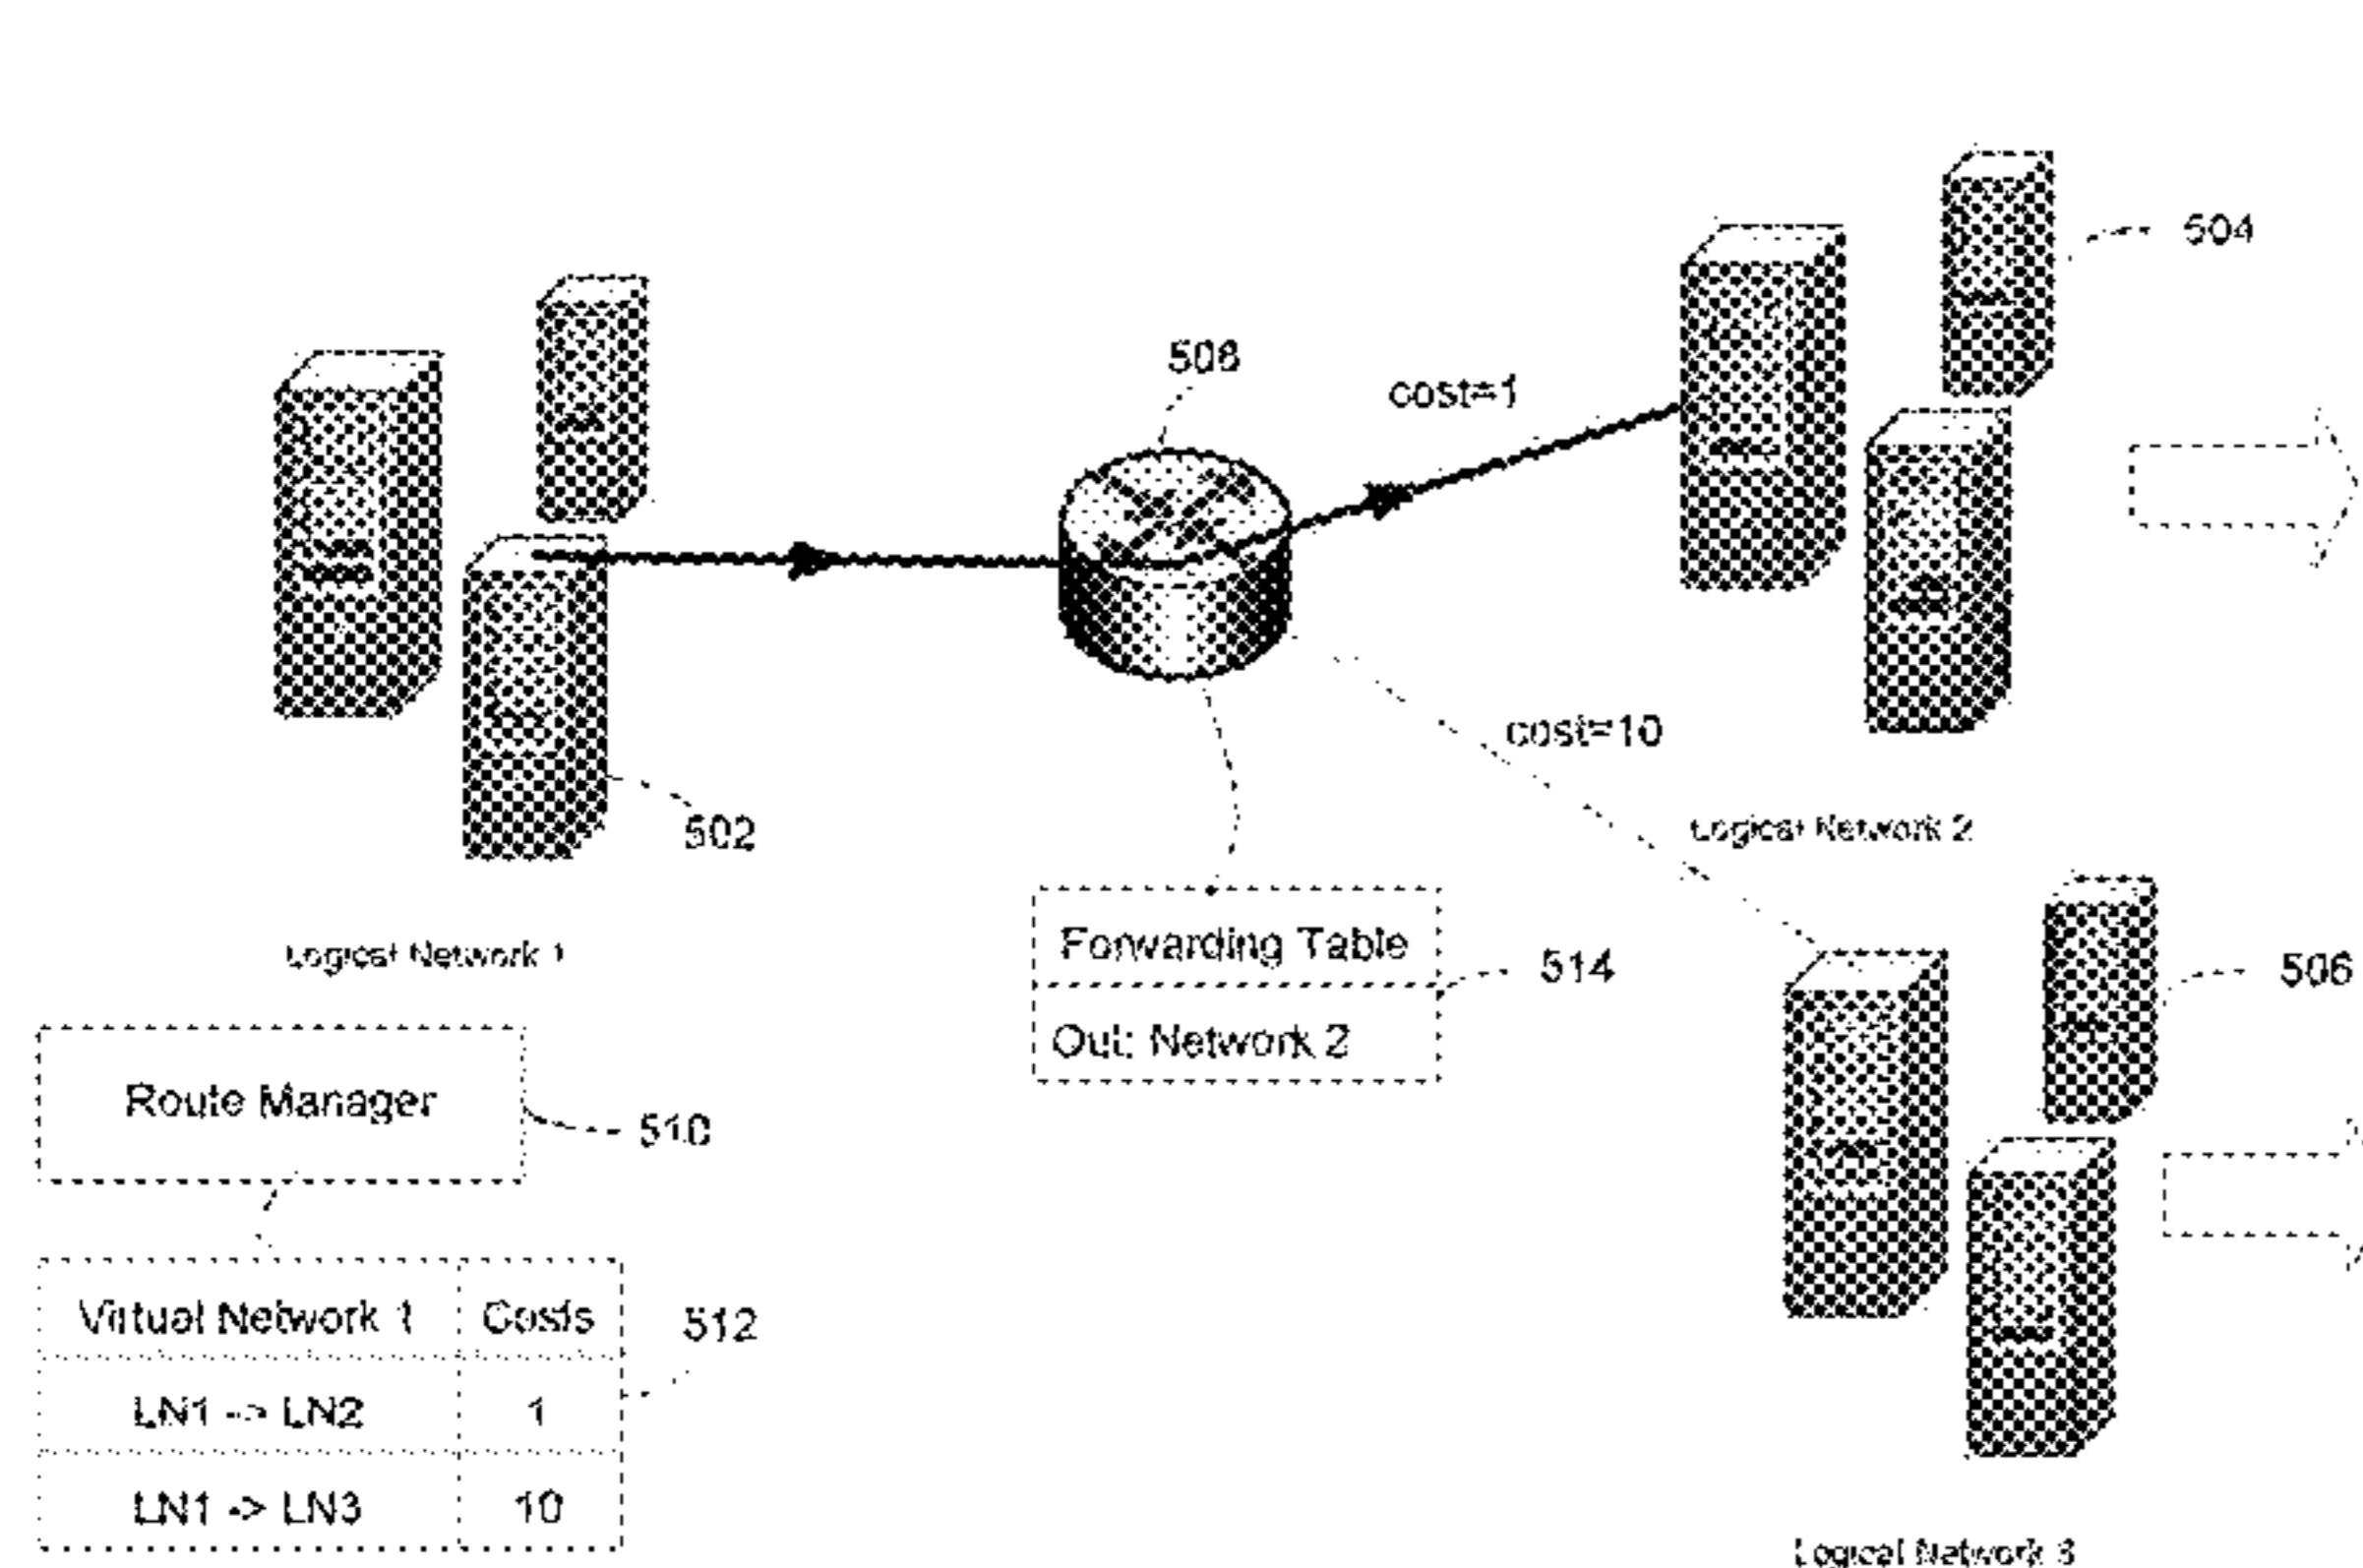 504
508
cost=1
cost=10
502
Logical Network 2
Forwarding Table
Logical Network 1
514
506
Out: Network 2
Route Manager
510
Virtual Network 1 Costs
512
LN1 -> LN2 1
LN1 -> LN3 10
Logical Network 3